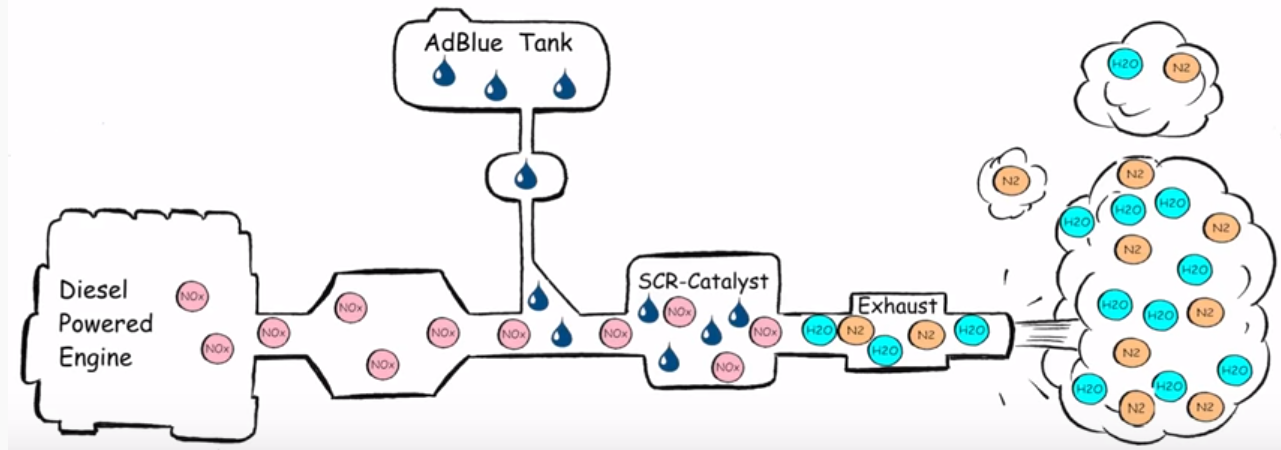 AdBlue Tank
Diesel
Powered
Engine
NOx
NOx
NOx
NOx
NOx
NOx
NOx
NOx
SCR-Catalyst
NOx
NOx
NOx
Exhaust
H2O
N2
H2O
N2
H2O
H2O
N2
N2
N2
H2O
H2O
H2O
N2
N2
H2O
H2O
H2O
N2
N2
H2O
H2O
H2O
N2
N2